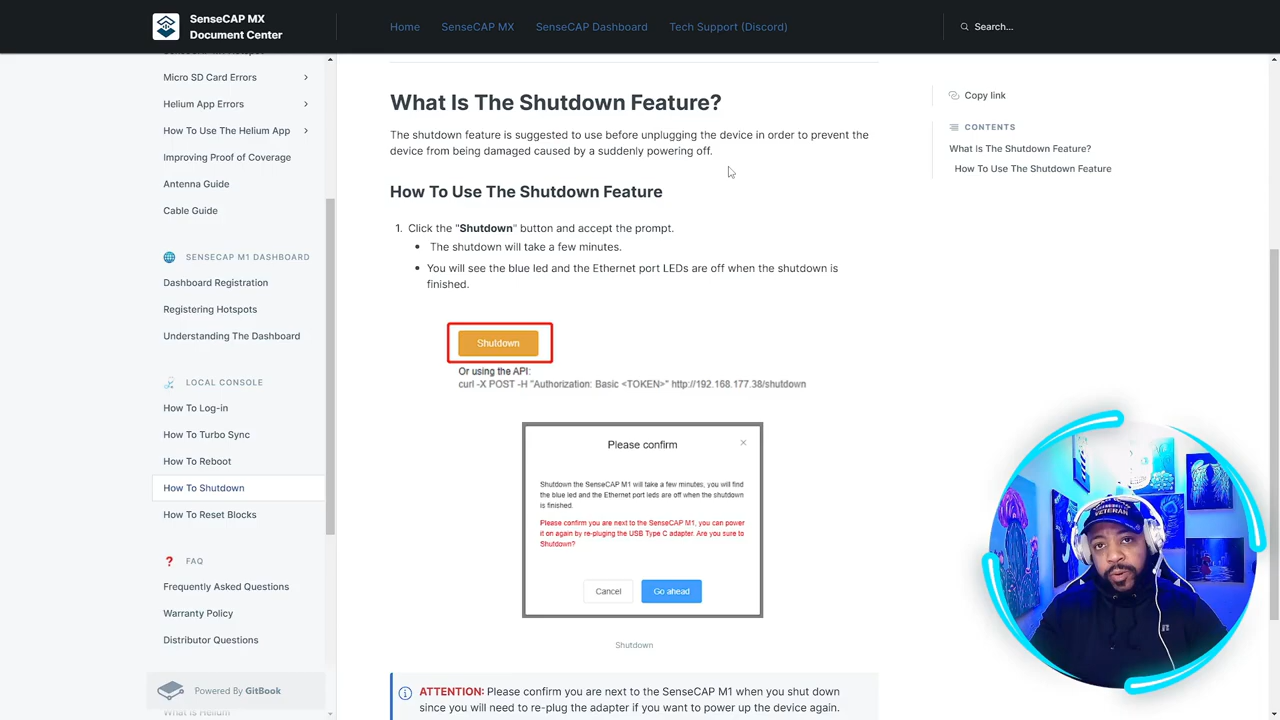 SenseCAP MX
Document Center
Home
SenseCAP MX
SenseCAP Dashboard
Tech Support (Discord)
Search...
Micro SD Card Errors
Helium App Errors
How To Use The Helium App
Improving Proof of Coverage
Antenna Guide
Cable Guide
SENSECAP M1 DASHBOARD
Dashboard Registration
Registering Hotspots
Understanding The Dashboard
LOCAL CONSOLE
How To Log-in
How To Turbo Sync
How To Reboot
How To Shutdown
How To Reset Blocks
FAQ
Frequently Asked Questions
Warranty Policy
Distributor Questions
Powered By GitBook
What Is The Shutdown Feature?
The shutdown feature is suggested to use before unplugging the device in order to prevent the
device from being damaged caused by a suddenly powering off.
How To Use The Shutdown Feature
1. Click the "Shutdown" button and accept the prompt.
The shutdown will take a few minutes.
You will see the blue led and the Ethernet port LEDs are off when the shutdown is
finished.
Shutdown
Or using the API:
curl -X POST -H "Authorization: Basic <TOKEN>" http://192.168.177.38/shutdown
Please confirm
Shutdown the SenseCAP M1 will take a few minutes, you will find
the blue led and the Ethernet port leds are off when the shutdown
is finished.
Please confirm you are next to the SenseCAP M1, you can power
it on again by re-pluging the USB Type C adapter. Are you sure to
Shutdown?
Cancel
Go ahead
Shutdown
ATTENTION: Please confirm you are next to the SenseCAP M1 when you shut down
since you will need to re-plug the adapter if you want to power up the device again.
Copy link
CONTENTS
What Is The Shutdown Feature?
How To Use The Shutdown Feature
VETERAN